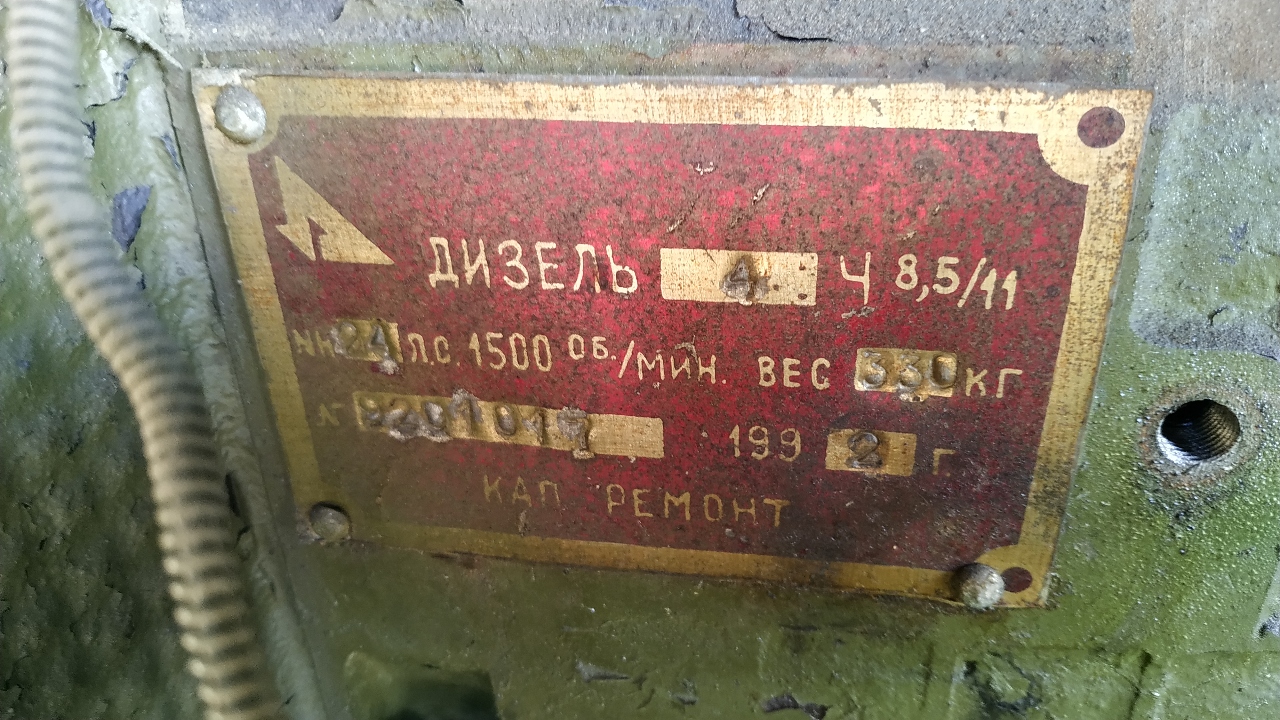 ДИЗЕЛЬ 4 Ч 8,5/11
NН 24 Л.С. 1500 ОБ./МИН. ВЕС 330 КГ
199 2 Г
КАП РЕМОНТ